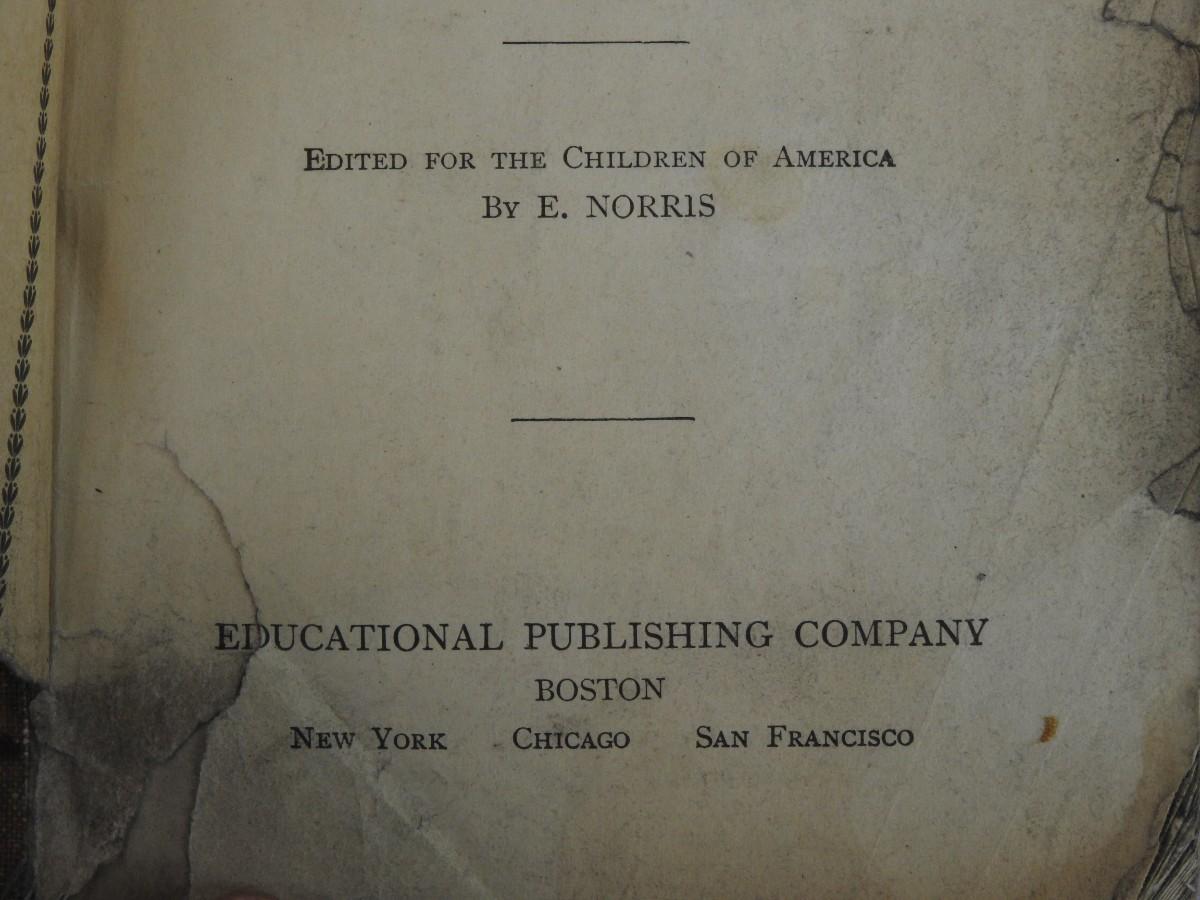 Edited for the Children of America
By E. NORRIS
EDUCATIONAL PUBLISHING COMPANY
BOSTON
New York Chicago San Francisco